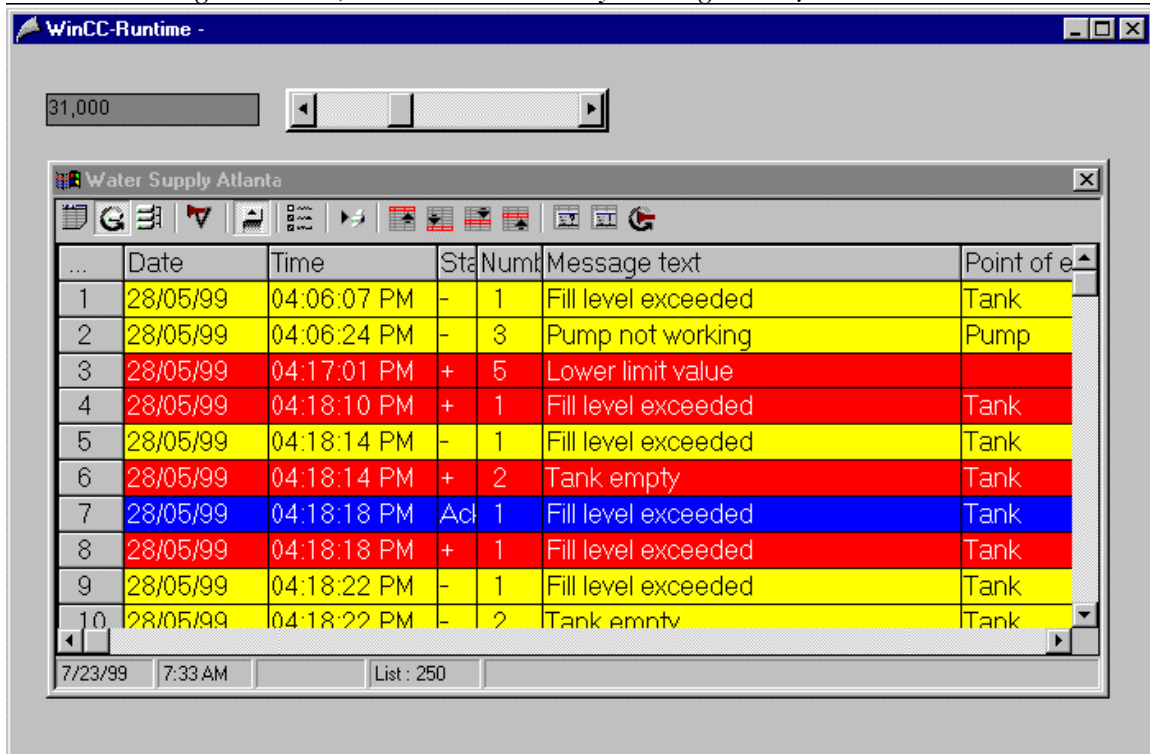 WinCC-Runtime -
31,000
Water Supply Atlanta
... Date Time Sta Numb Message text Point of e
1 28/05/99 04:06:07 PM - 1 Fill level exceeded Tank
2 28/05/99 04:06:24 PM - 3 Pump not working Pump
3 28/05/99 04:17:01 PM + 5 Lower limit value
4 28/05/99 04:18:10 PM + 1 Fill level exceeded Tank
5 28/05/99 04:18:14 PM - 1 Fill level exceeded Tank
6 28/05/99 04:18:14 PM + 2 Tank empty Tank
7 28/05/99 04:18:18 PM Ack 1 Fill level exceeded Tank
8 28/05/99 04:18:18 PM + 1 Fill level exceeded Tank
9 28/05/99 04:18:22 PM - 1 Fill level exceeded Tank
10 28/05/99 04:18:22 PM - 2 Tank empty Tank
7/23/99 7:33 AM List : 250